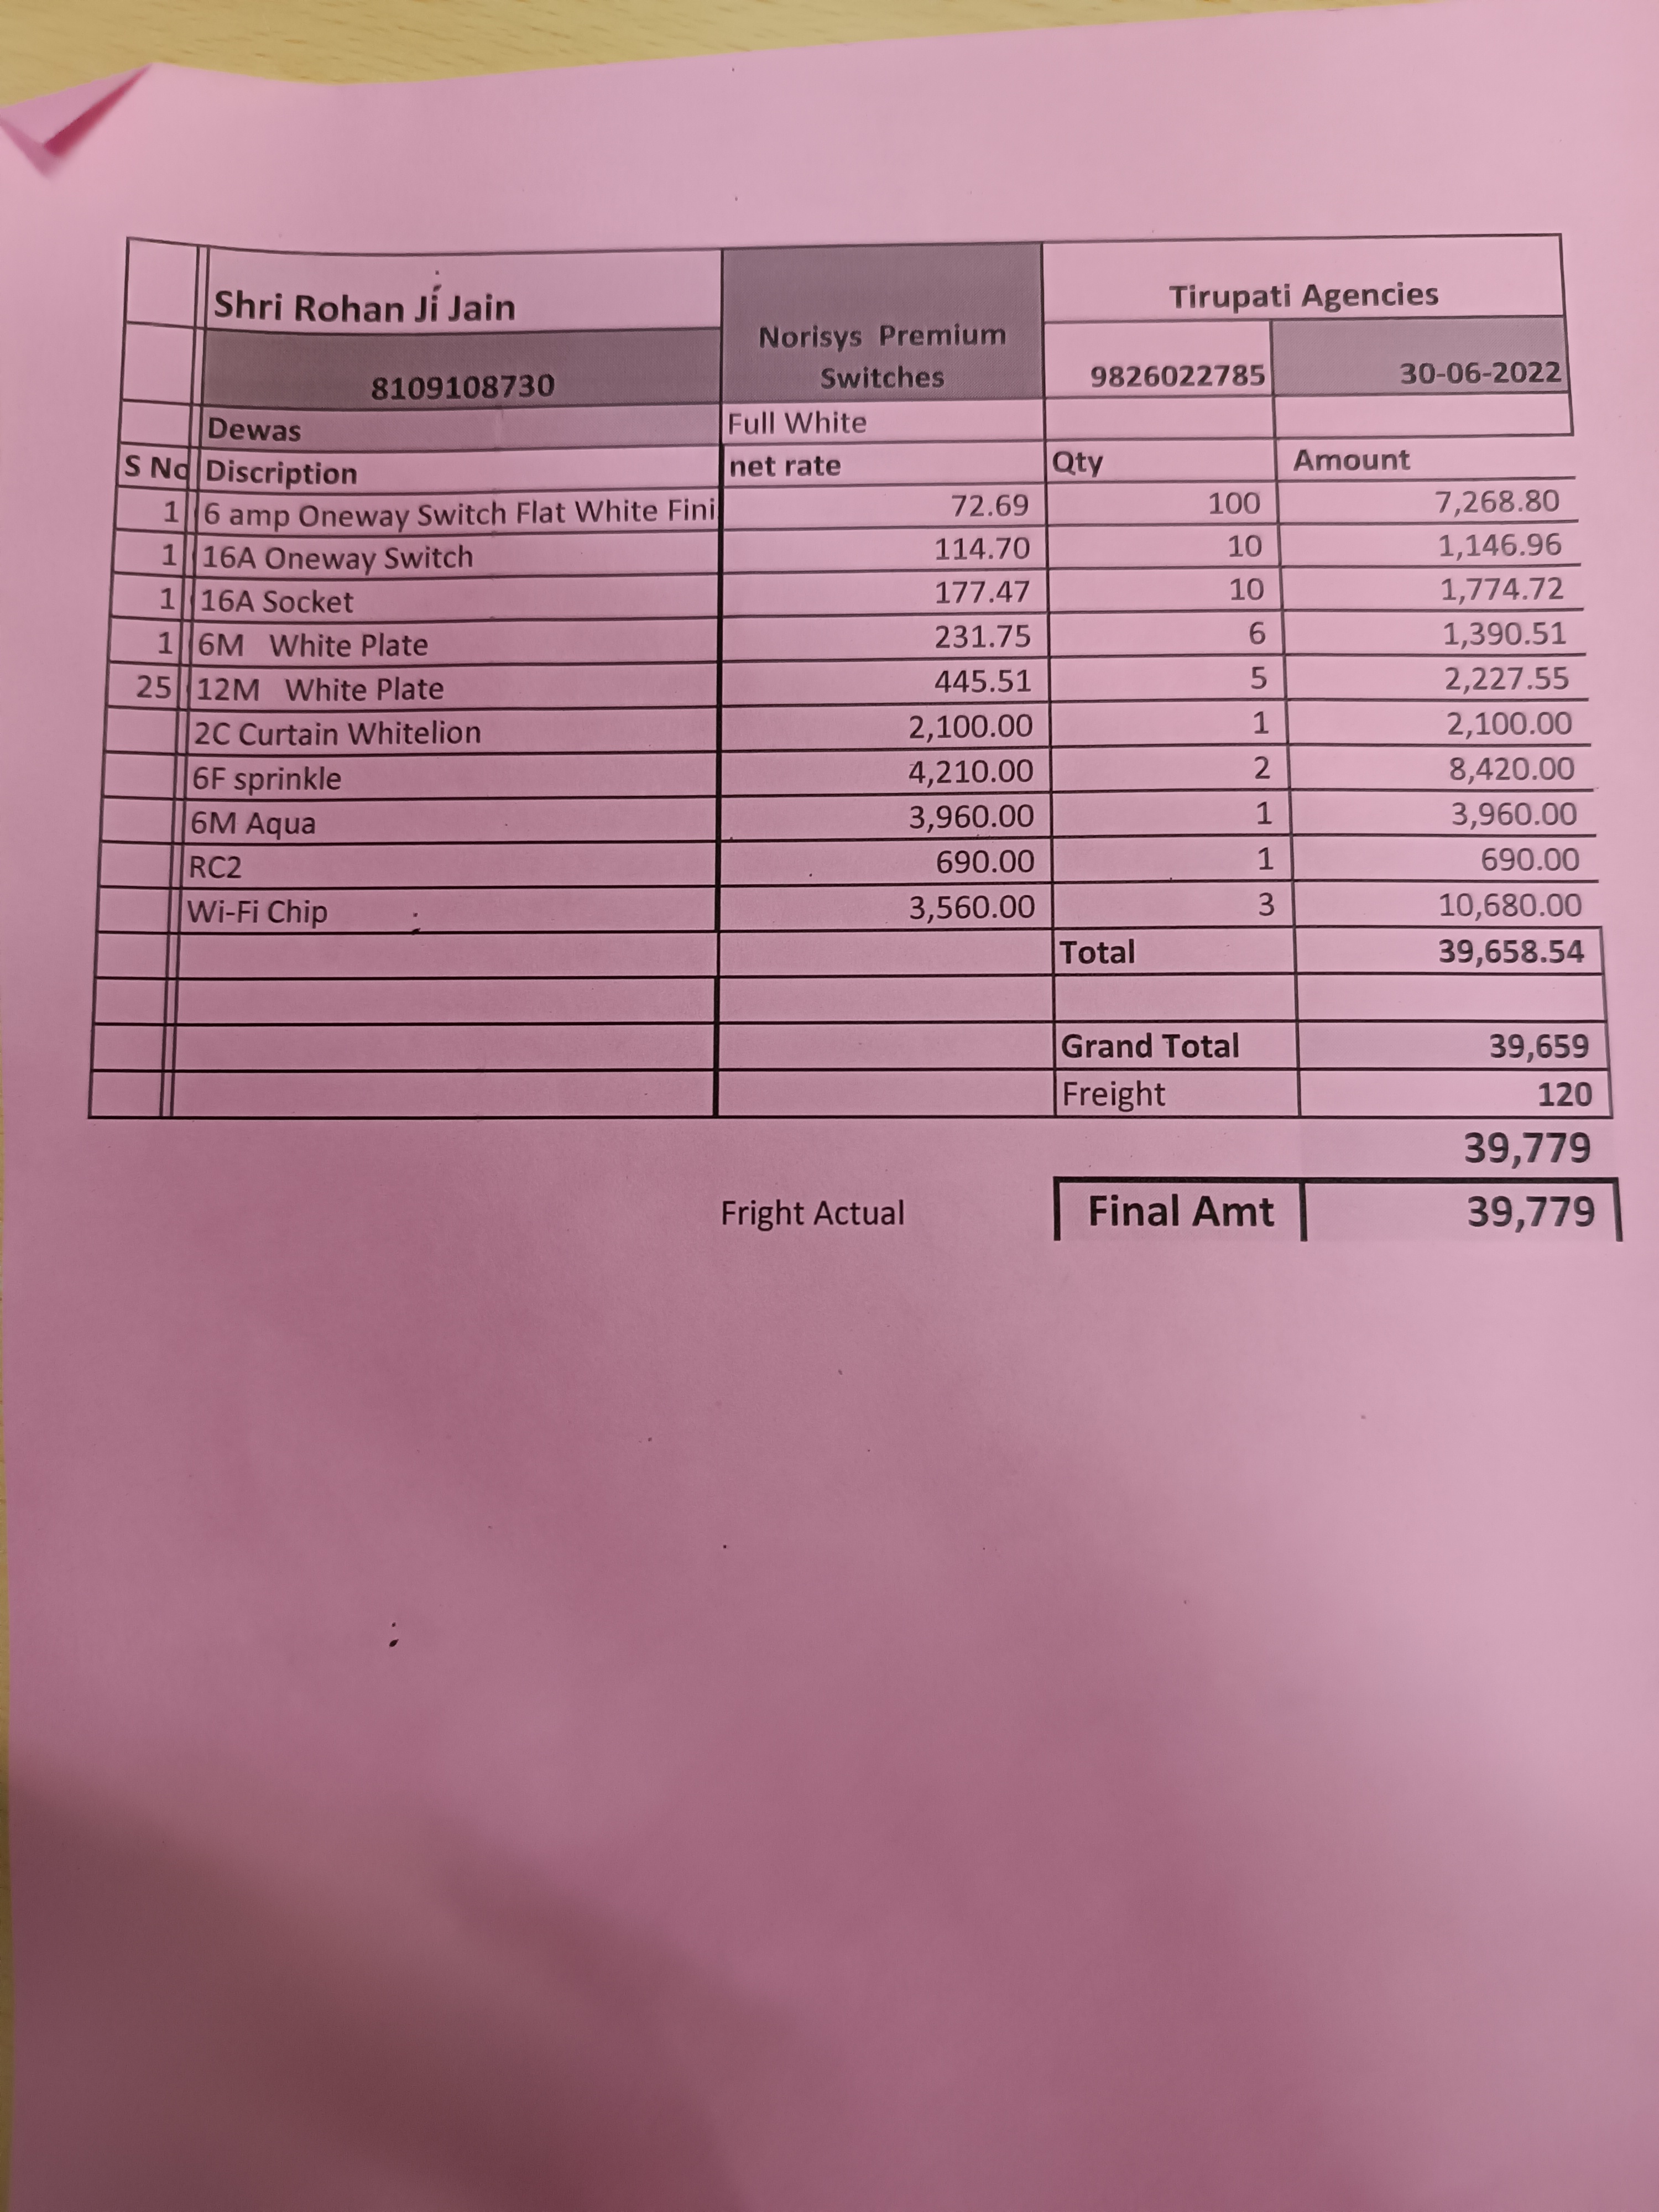 Shri Rohan Ji Jain
Norisys Premium Switches
Tirupati Agencies
8109108730 9826022785 30-06-2022
Dewas Full White
S No Discription net rate Qty Amount
1 6 amp Oneway Switch Flat White Fini 72.69 100 7,268.80
1 16A Oneway Switch 114.70 10 1,146.96
1 16A Socket 177.47 10 1,774.72
1 6M White Plate 231.75 6 1,390.51
25 12M White Plate 445.51 5 2,227.55
2C Curtain Whitelion 2,100.00 1 2,100.00
6F sprinkle 4,210.00 2 8,420.00
6M Aqua 3,960.00 1 3,960.00
RC2 690.00 1 690.00
Wi-Fi Chip 3,560.00 3 10,680.00
Total 39,658.54
Grand Total 39,659
Freight 120
39,779
Fright Actual Final Amt 39,779